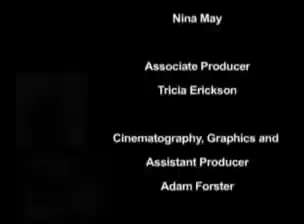 Nina May
Associate Producer
Tricia Erickson
Cinematography, Graphics and
Assistant Producer
Adam Forster